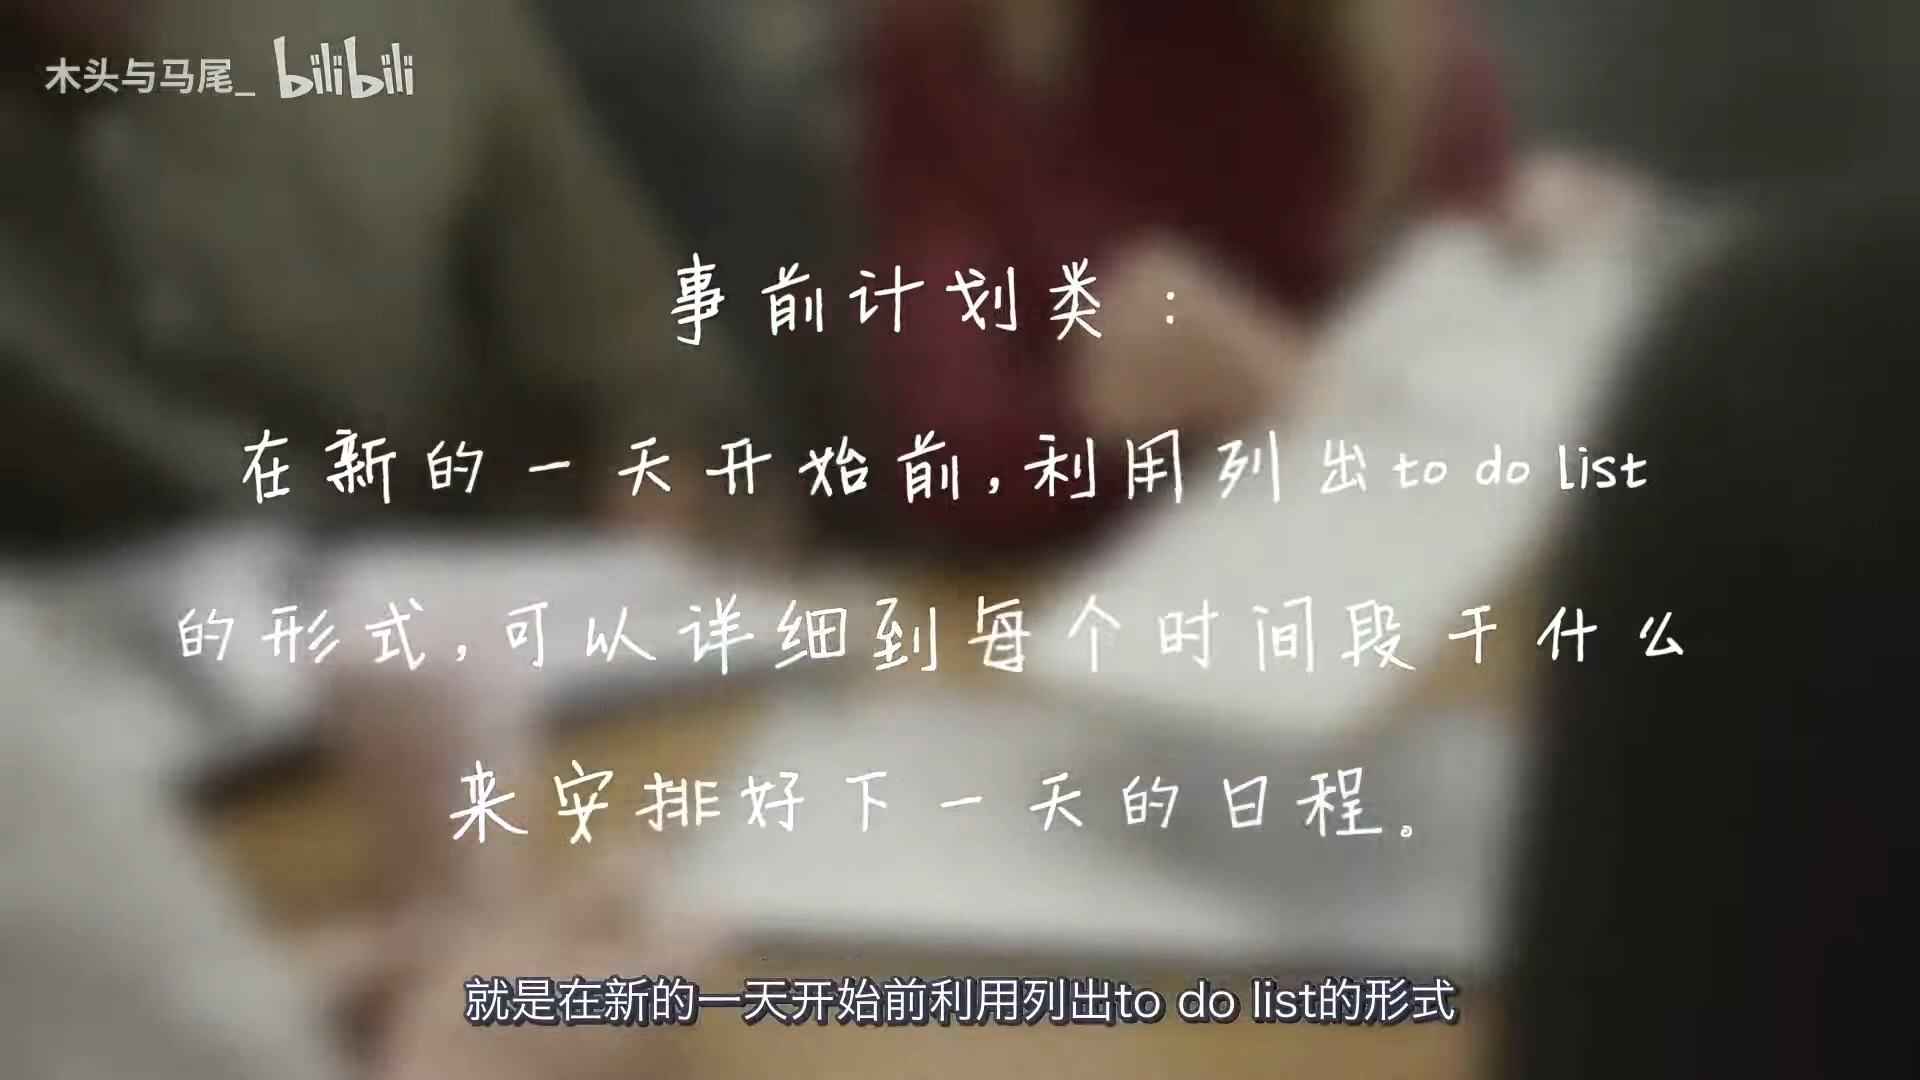 木头与马尾_ bilibili
事前计划类：
在新的一天开始前,利用列出to do list
的形式,可以详细到每个时间段干什么
来安排好下一天的日程。
就是在新的一天开始前利用列出to do list的形式